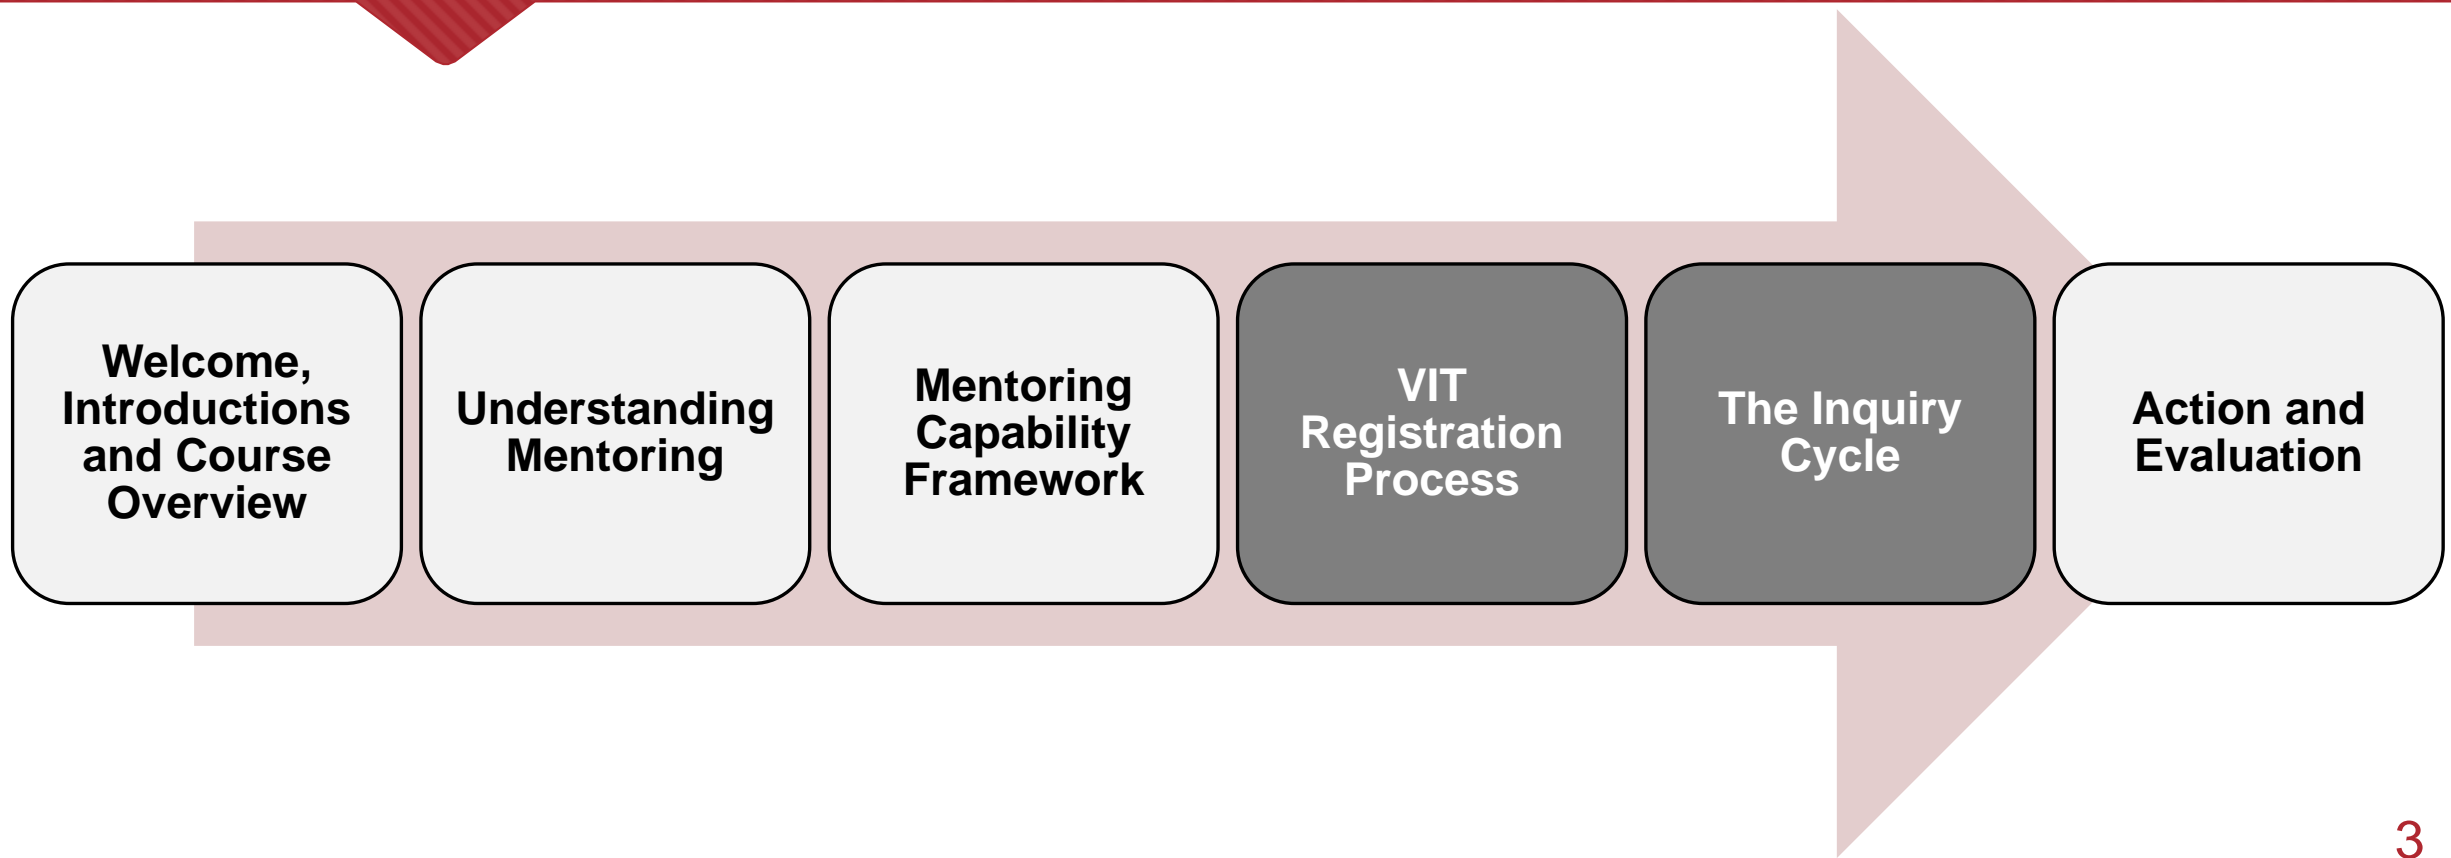 Welcome,
Introductions
and Course
Overview
Understanding
Mentoring
Mentoring
Capability
Framework
VIT
Registration
Process
The Inquiry
Cycle
Action and
Evaluation
3